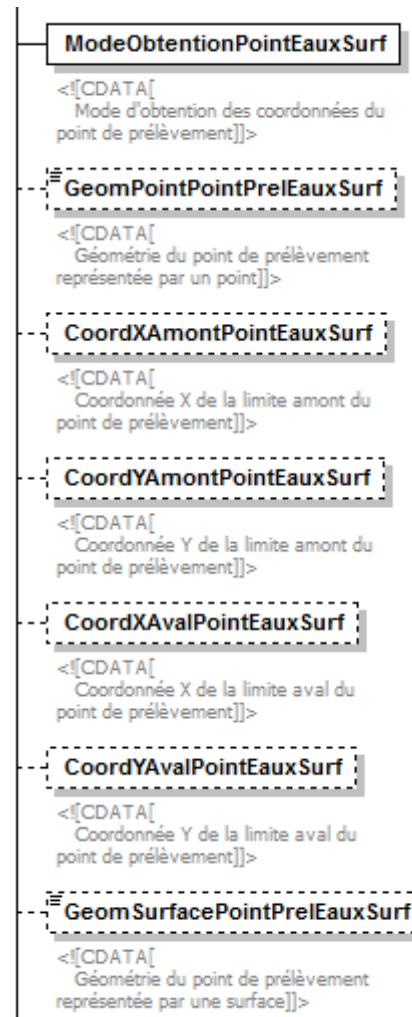 ModeObtentionPointEauxSurf
<![CDATA[
Mode d'obtention des coordonnées du
point de prélèvement]]>
GeomPointPointPrelEauxSurf
<![CDATA[
Géométrie du point de prélèvement
représentée par un point]]>
CoordXAmontPointEauxSurf
<![CDATA[
Coordonnée X de la limite amont du
point de prélèvement]]>
CoordYAmontPointEauxSurf
<![CDATA[
Coordonnée Y de la limite amont du
point de prélèvement]]>
CoordXAvalPointEauxSurf
<![CDATA[
Coordonnée X de la limite aval du
point de prélèvement]]>
CoordYAvalPointEauxSurf
<![CDATA[
Coordonnée Y de la limite aval du
point de prélèvement]]>
GeomSurfacePointPrelEauxSurf
<![CDATA[
Géométrie du point de prélèvement
représentée par une surface]]>